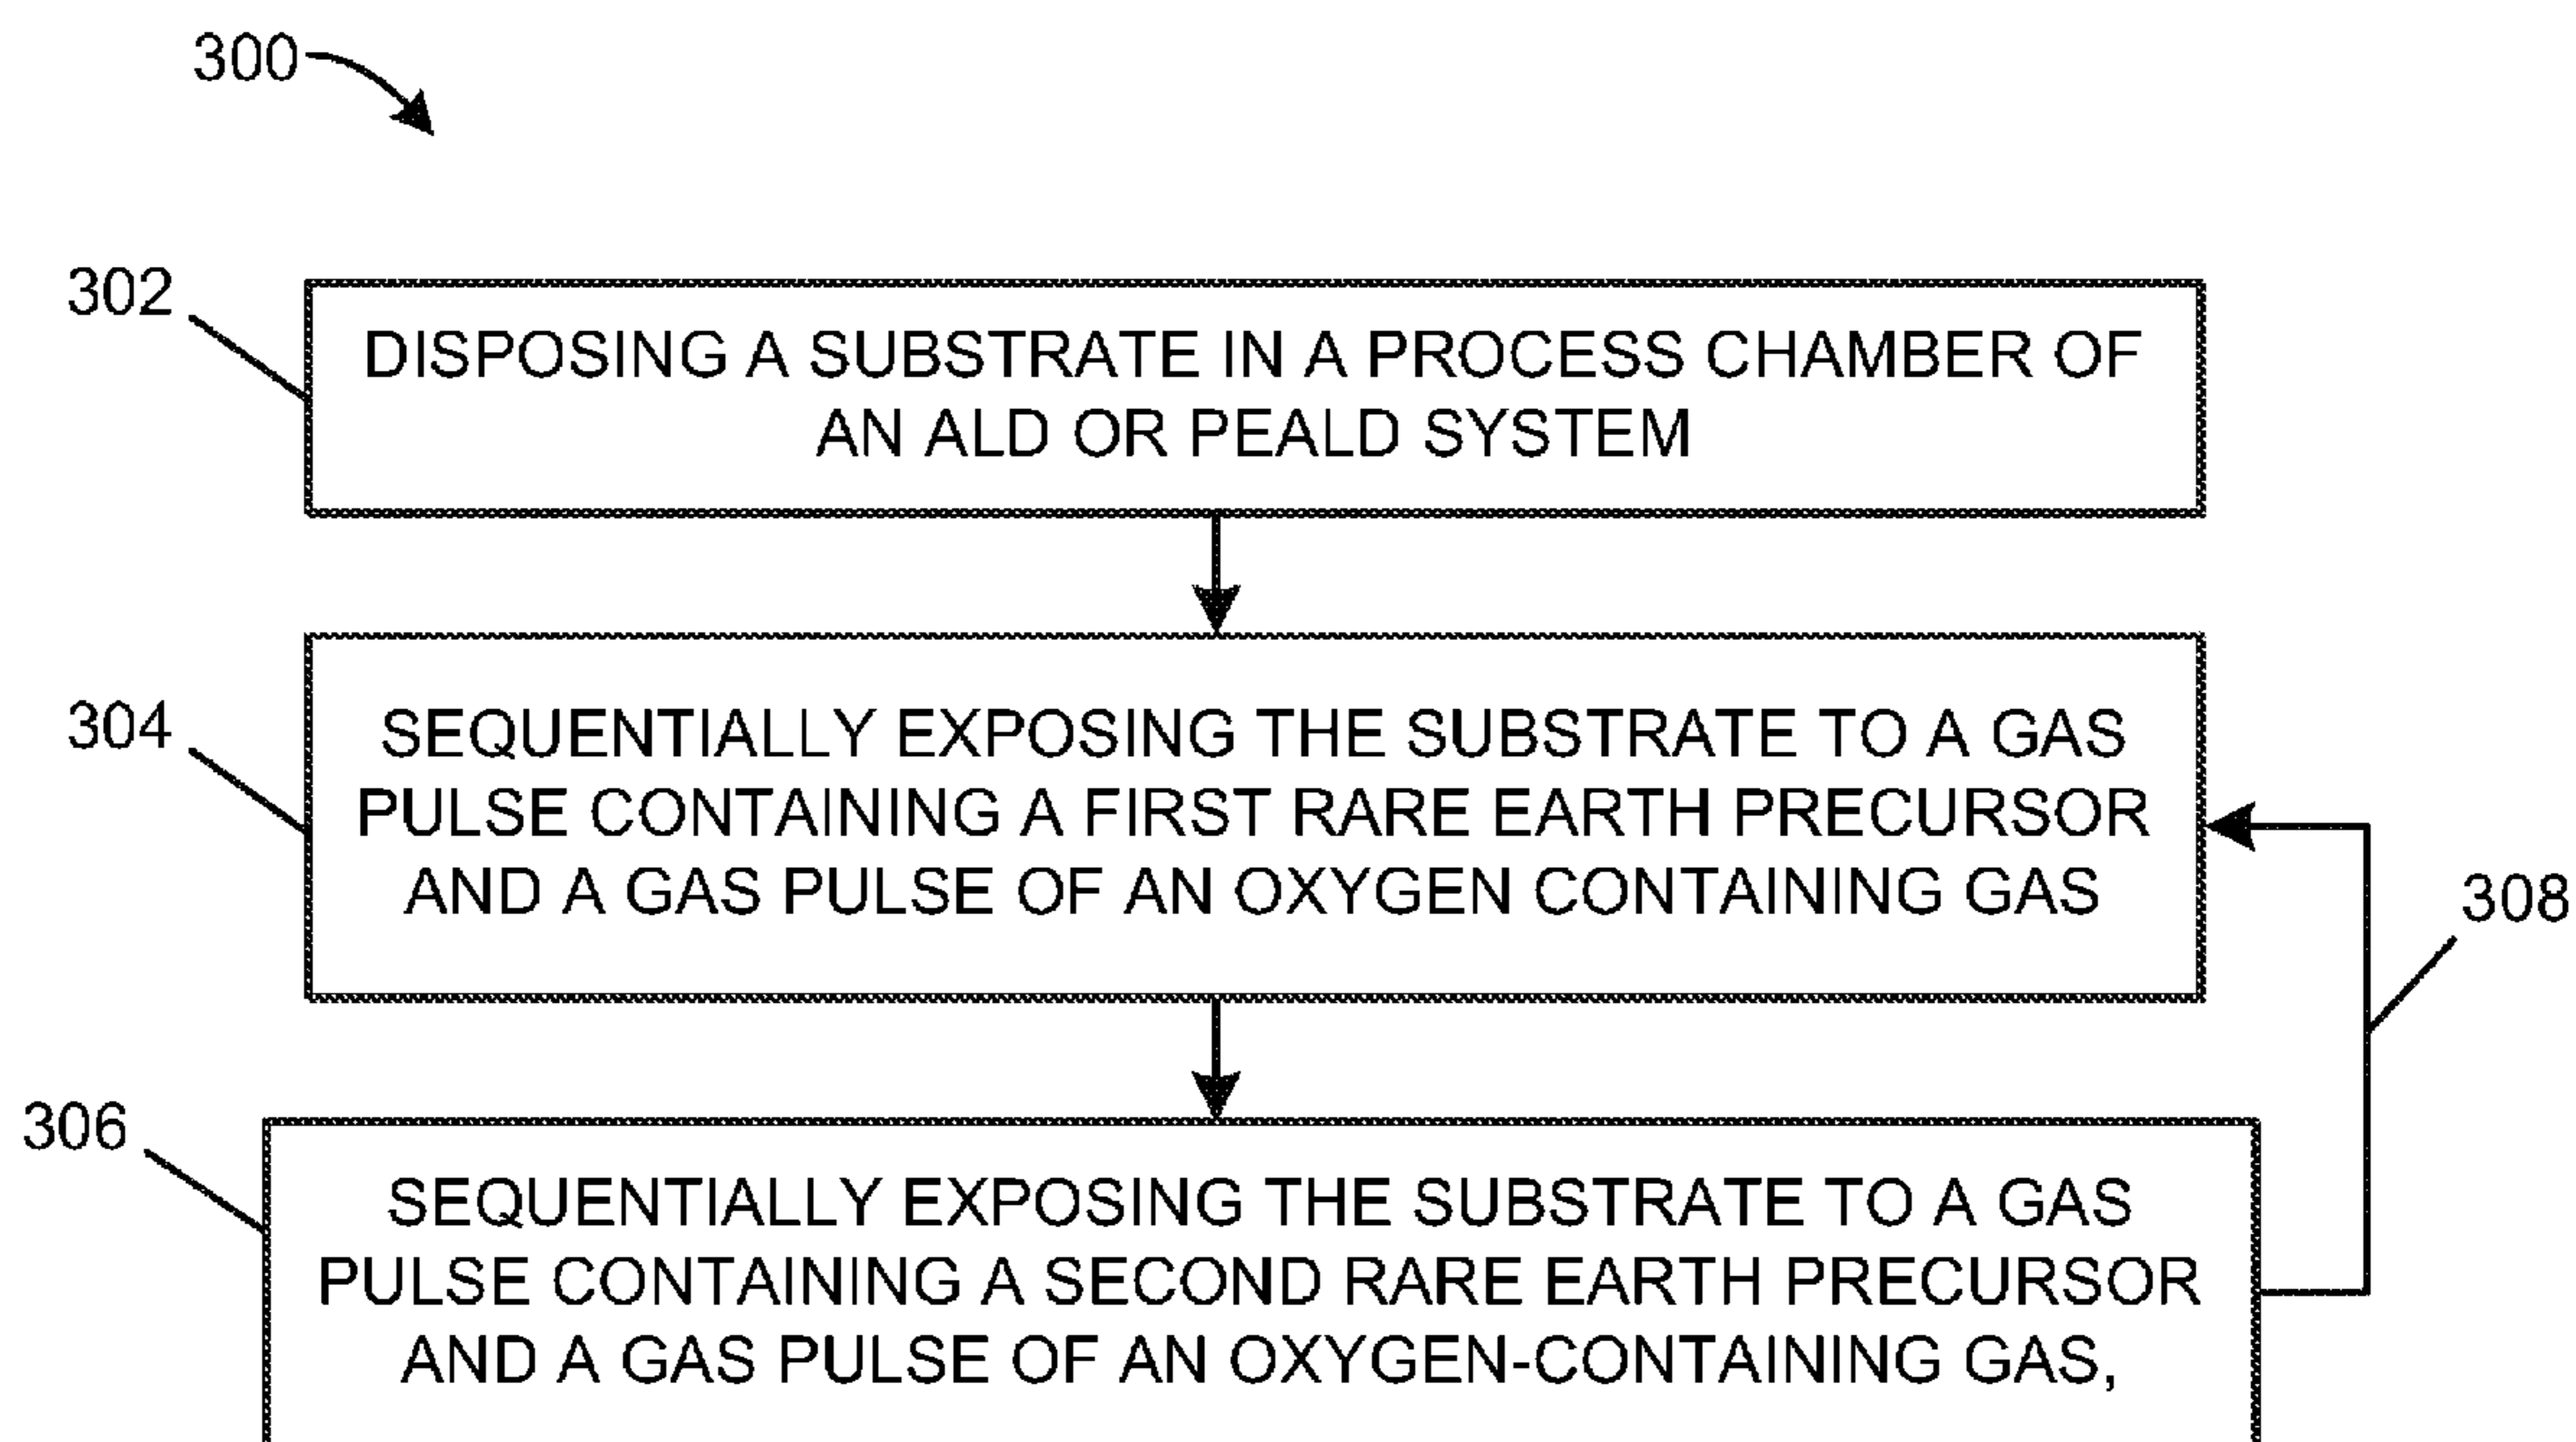 300
302
DISPOSING A SUBSTRATE IN A PROCESS CHAMBER OF
AN ALD OR PEALD SYSTEM
304
SEQUENTIALLY EXPOSING THE SUBSTRATE TO A GAS
PULSE CONTAINING A FIRST RARE EARTH PRECURSOR
AND A GAS PULSE OF AN OXYGEN CONTAINING GAS
308
306
SEQUENTIALLY EXPOSING THE SUBSTRATE TO A GAS
PULSE CONTAINING A SECOND RARE EARTH PRECURSOR
AND A GAS PULSE OF AN OXYGEN-CONTAINING GAS,